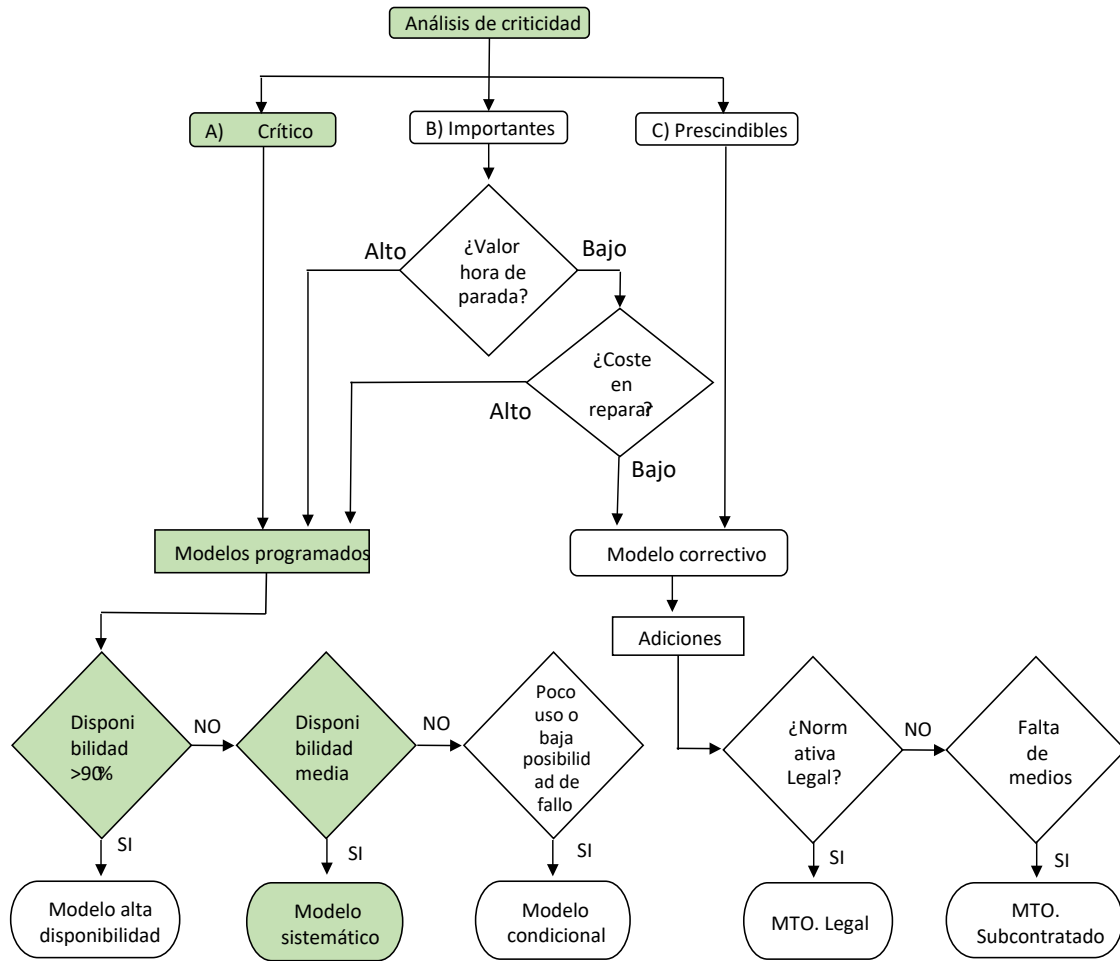 Análisis de criticidad
A) Crítico
B) Importantes
C) Prescindibles
Alto
¿Valor
hora de
parada?
Bajo
¿Coste
en
reparar?
Alto
Bajo
Modelos programados
Modelo correctivo
Adiciones
Disponi
bilidad
>90%
NO
Disponi
bilidad
media
NO
Poco
uso o
baja
posibilid
ad de
fallo
¿Norm
ativa
Legal?
NO
Falta
de
medios
SI
SI
SI
SI
SI
Modelo alta
disponibilidad
Modelo
sistemático
Modelo
condicional
MTO. Legal
MTO.
Subcontratado